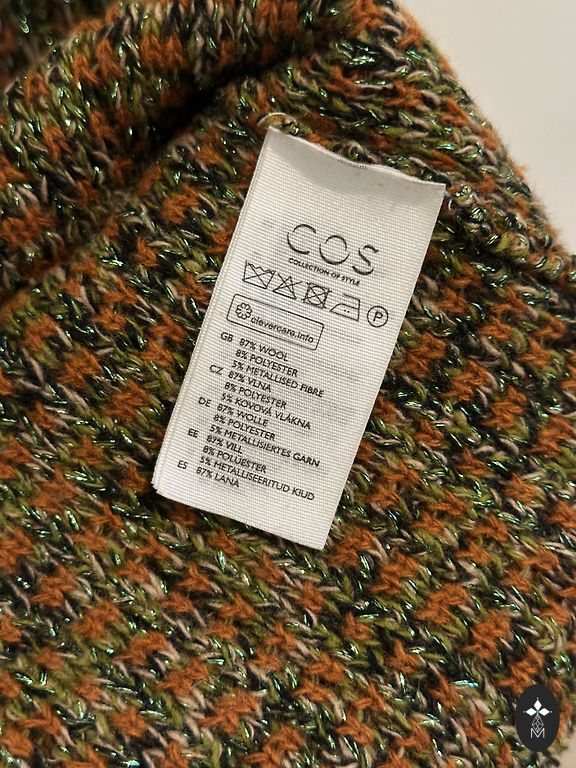 COS
COLLECTION OF STYLE
P
clevercare.info
GB 87% WOOL
8% POLYESTER
5% METALLISED FIBRE
CZ 87% VLNA
8% POLYESTER
5% KOVOVÁ VLÁKNA
DE 87% WOLLE
8% POLYESTER
5% METALLISIERTES GARN
EE 87% VILL
8% POLÜESTER
5% METALLISEERITUD KIUD
ES 87% LANA
M